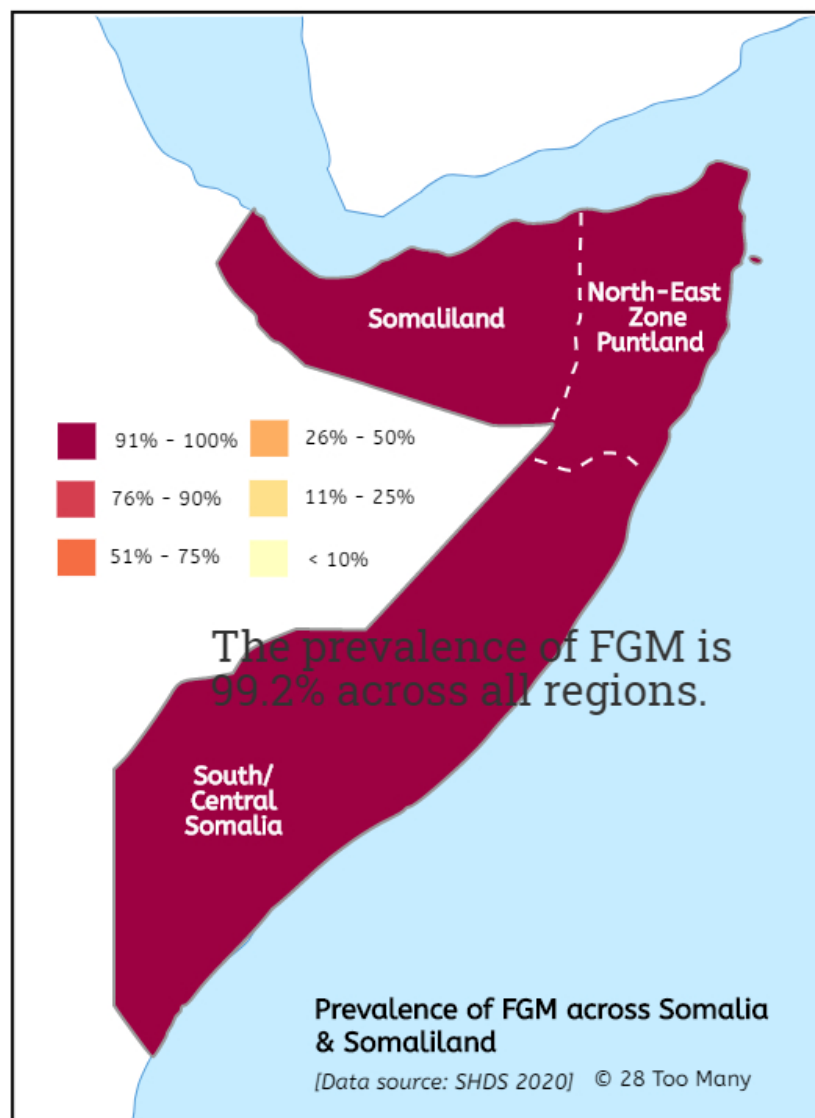 Somaliland
North-East
Zone
Puntland
91% - 100%
26% - 50%
76% - 90%
11% - 25%
51% - 75%
< 10%
The prevalence of FGM is
99.2% across all regions.
South/
Central
Somalia
Prevalence of FGM across Somalia
& Somaliland
[Data source: SHDS 2020] © 28 Too Many